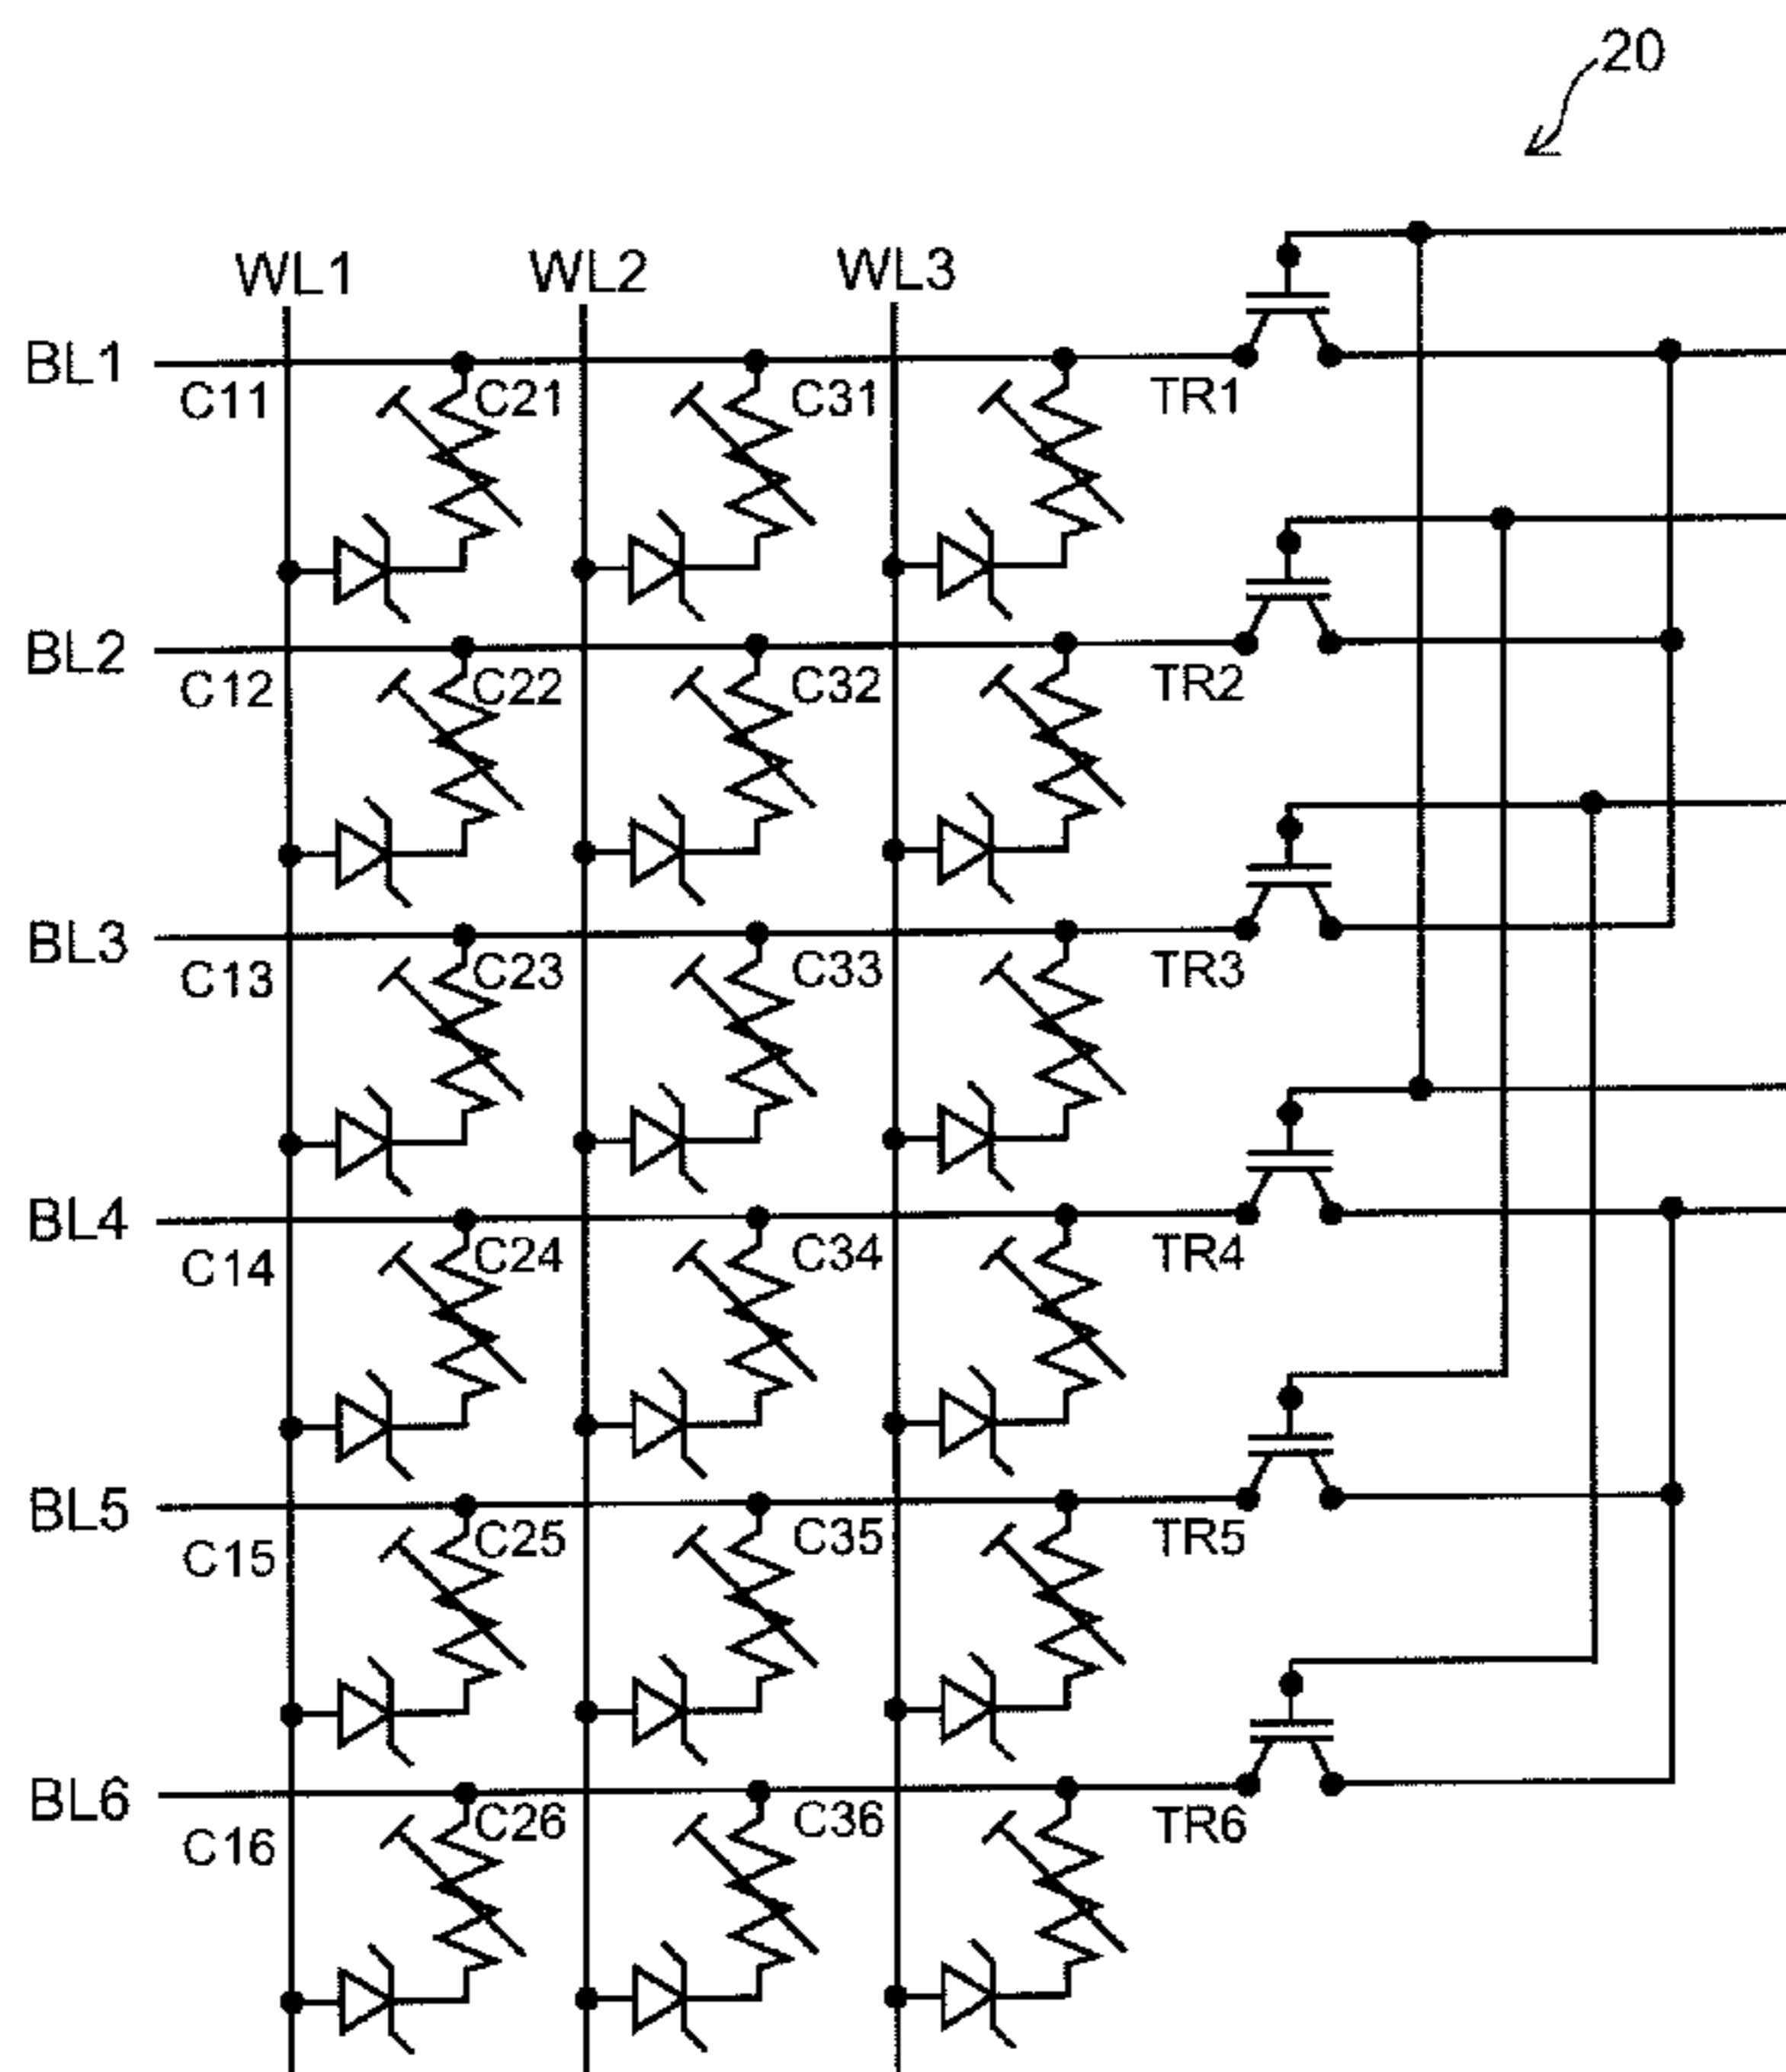 20
WL1 WL2 WL3
BL1
C11 C21 C31 TR1
BL2
C12 C22 C32 TR2
BL3
C13 C23 C33 TR3
BL4
C14 C24 C34 TR4
BL5
C15 C25 C35 TR5
BL6
C16 C26 C36 TR6